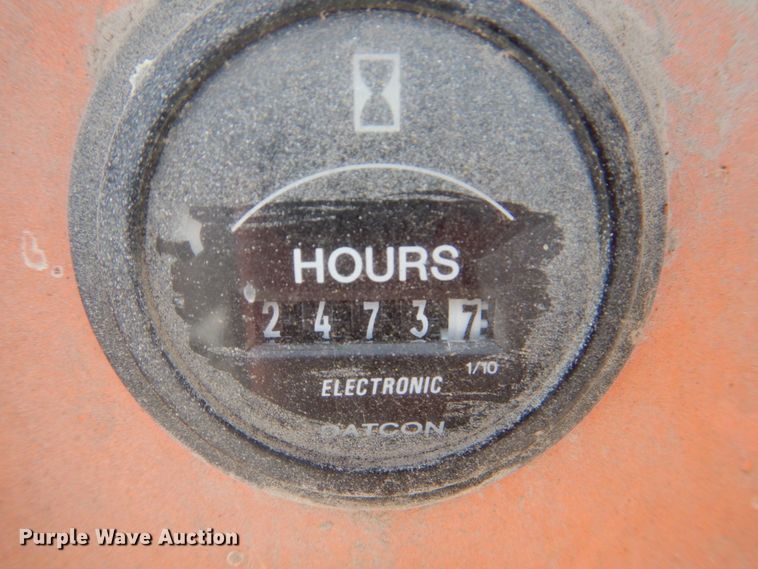 HOURS
2 4 7 3 7
1/10
ELECTRONIC
DATCON
Purple Wave Auction